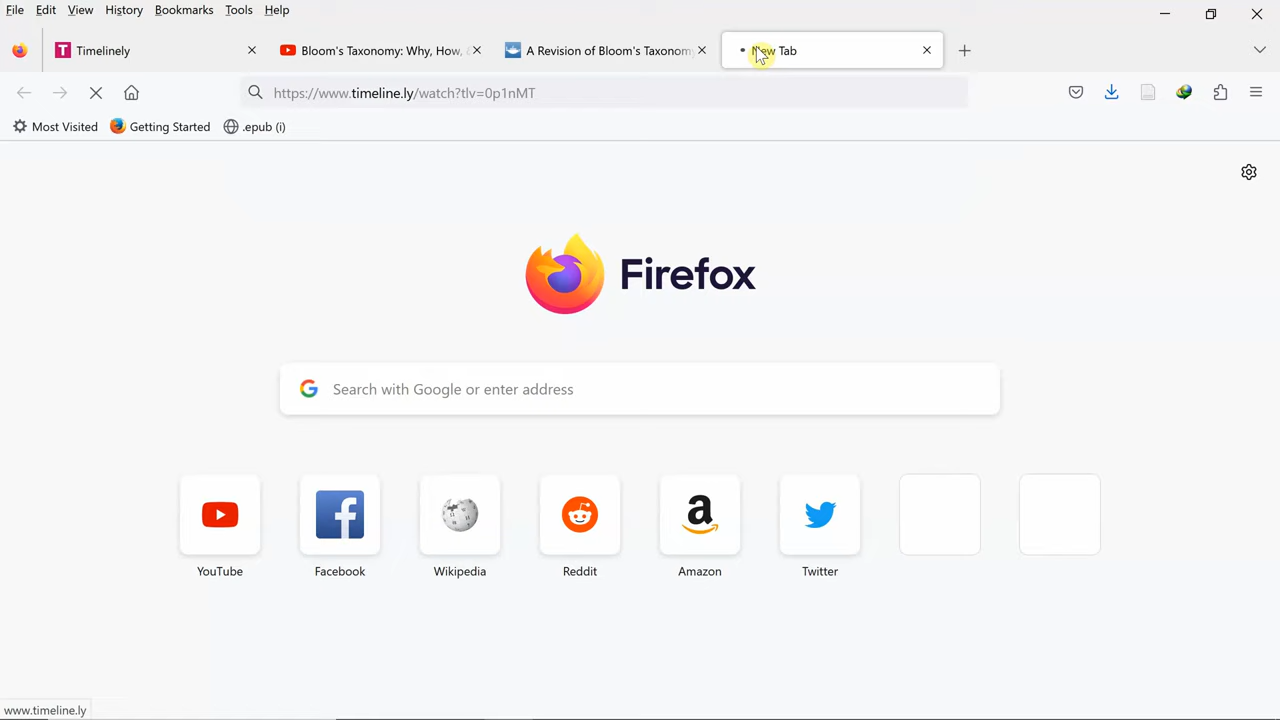 File Edit View History Bookmarks Tools Help
Timelinely
Bloom's Taxonomy: Why, How,
A Revision of Bloom's Taxonomy
New Tab
https://www.timeline.ly/watch?tlv=0p1nMT
Most Visited Getting Started .epub (i)
Firefox
Search with Google or enter address
YouTube Facebook Wikipedia Reddit Amazon Twitter
www.timeline.ly